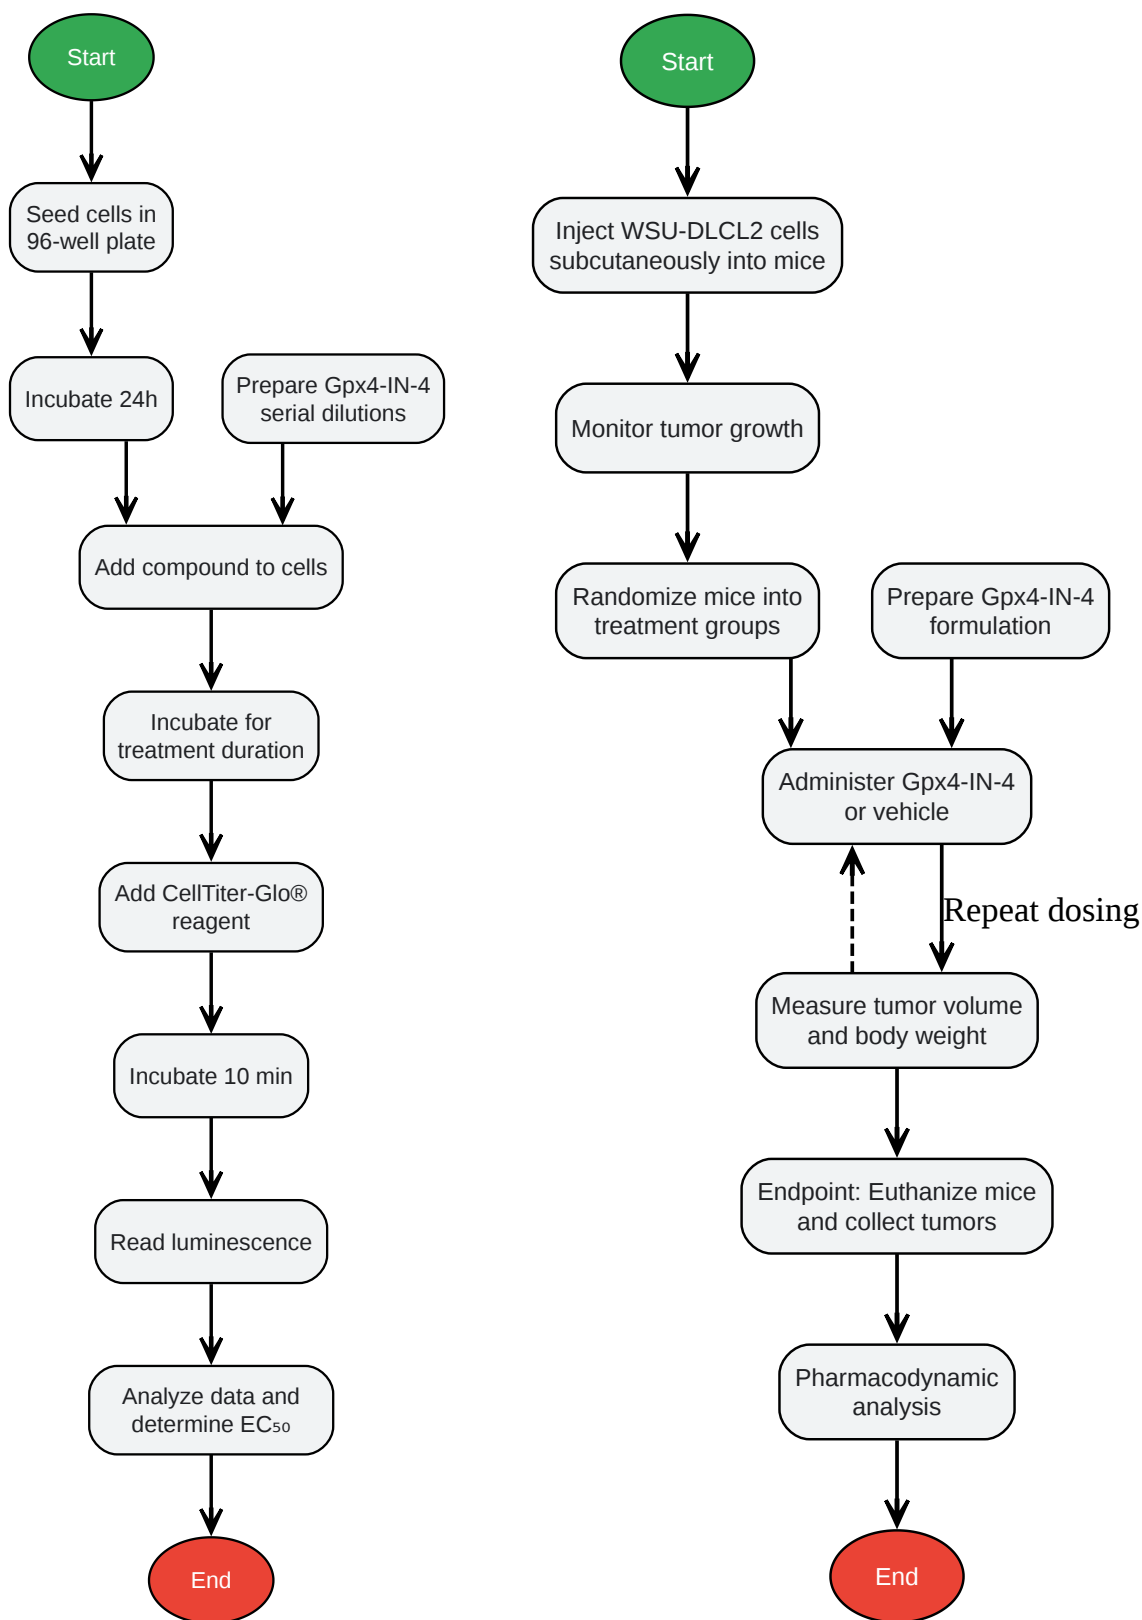 Start
Seed cells in
96-well plate
Incubate 24h
Prepare Gpx4-IN-4
serial dilutions
Add compound to cells
Incubate for
treatment duration
Add CellTiter-Glo®
reagent
Incubate 10 min
Read luminescence
Analyze data and
determine EC₅₀
End
Start
Inject WSU-DLCL2 cells
subcutaneously into mice
Monitor tumor growth
Randomize mice into
treatment groups
Prepare Gpx4-IN-4
formulation
Administer Gpx4-IN-4
or vehicle
Repeat dosing
Measure tumor volume
and body weight
Endpoint: Euthanize mice
and collect tumors
Pharmacodynamic
analysis
End